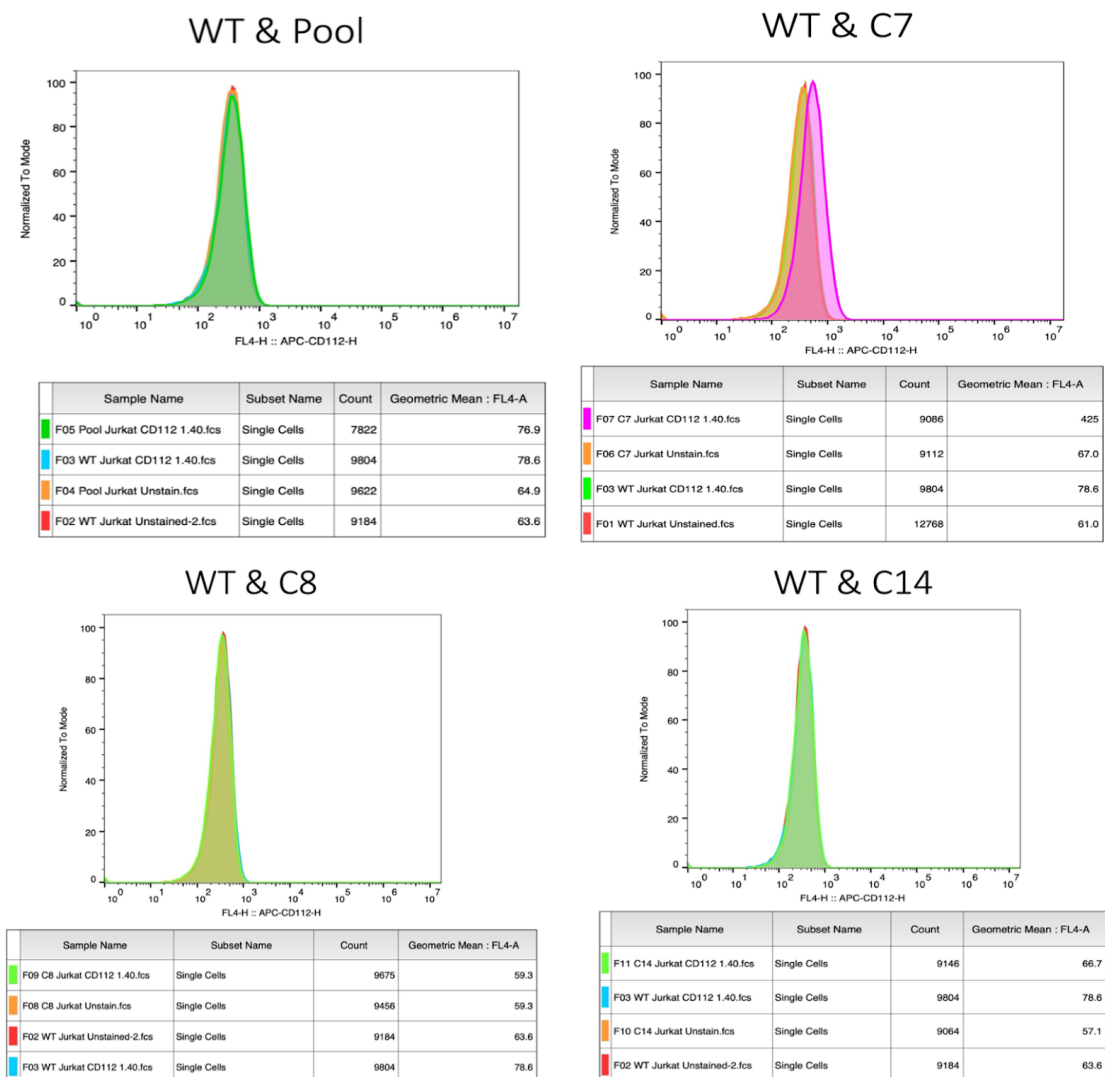 WT & Pool
100
80
60
40
20
0
Normalized To Mode
10^0 10^1 10^2 10^3 10^4 10^5 10^6 10^7
FL4-H :: APC-CD112-H
Sample Name Subset Name Count Geometric Mean : FL4-A
F05 Pool Jurkat CD112 1.40.fcs Single Cells 7822 76.9
F03 WT Jurkat CD112 1.40.fcs Single Cells 9804 78.6
F04 Pool Jurkat Unstain.fcs Single Cells 9622 64.9
F02 WT Jurkat Unstained-2.fcs Single Cells 9184 63.6
WT & C7
100
80
60
40
20
0
Normalized To Mode
10^0 10^1 10^2 10^3 10^4 10^5 10^6 10^7
FL4-H :: APC-CD112-H
Sample Name Subset Name Count Geometric Mean : FL4-A
F07 C7 Jurkat CD112 1.40.fcs Single Cells 9086 425
F06 C7 Jurkat Unstain.fcs Single Cells 9112 67.0
F03 WT Jurkat CD112 1.40.fcs Single Cells 9804 78.6
F01 WT Jurkat Unstained.fcs Single Cells 12768 61.0
WT & C8
100
80
60
40
20
0
Normalized To Mode
10^0 10^1 10^2 10^3 10^4 10^5 10^6 10^7
FL4-H :: APC-CD112-H
Sample Name Subset Name Count Geometric Mean : FL4-A
F09 C8 Jurkat CD112 1.40.fcs Single Cells 9675 59.3
F08 C8 Jurkat Unstain.fcs Single Cells 9456 59.3
F02 WT Jurkat Unstained-2.fcs Single Cells 9184 63.6
F03 WT Jurkat CD112 1.40.fcs Single Cells 9804 78.6
WT & C14
100
80
60
40
20
0
Normalized To Mode
10^0 10^1 10^2 10^3 10^4 10^5 10^6 10^7
FL4-H :: APC-CD112-H
Sample Name Subset Name Count Geometric Mean : FL4-A
F11 C14 Jurkat CD112 1.40.fcs Single Cells 9146 66.7
F03 WT Jurkat CD112 1.40.fcs Single Cells 9804 78.6
F10 C14 Jurkat Unstain.fcs Single Cells 9064 57.1
F02 WT Jurkat Unstained-2.fcs Single Cells 9184 63.6